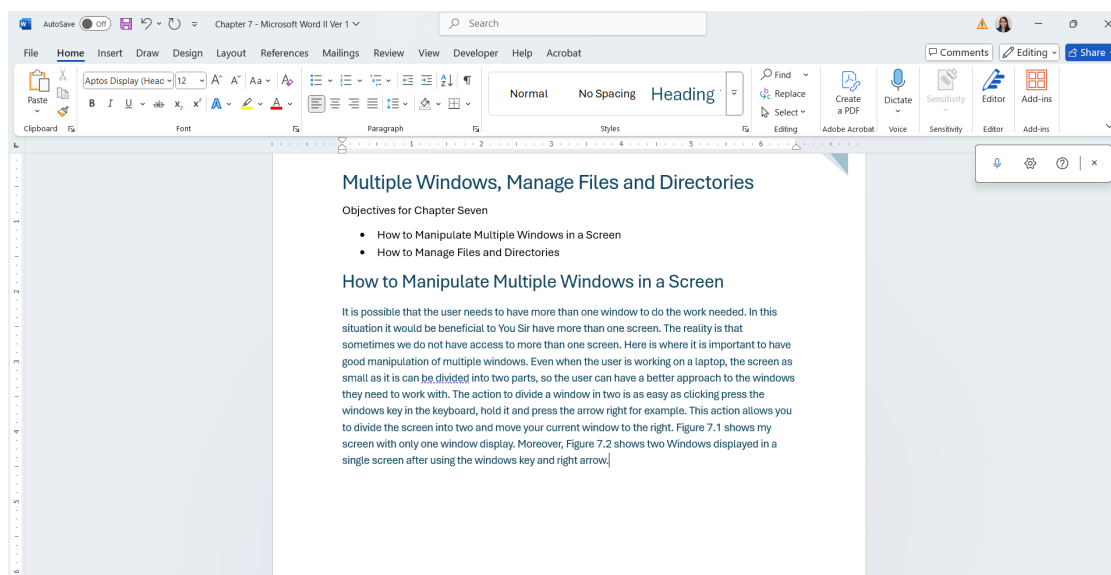 AutoSave Off Chapter 7 - Microsoft Word II Ver 1 Search
File Home Insert Draw Design Layout References Mailings Review View Developer Help Acrobat Comments Editing Share
Paste
Clipboard
Aptos Display (Head 12
Aa
B I U ab x₂ x² A A
Font
Paragraph
Normal No Spacing Heading
Styles
Find
Replace
Select
Editing
Create
a PDF
Adobe Acrobat
Dictate
Voice
Sensitivity
Sensitivity
Editor
Editor
Add-ins
Add-ins
1 2 3 4 5 6
Multiple Windows, Manage Files and Directories
Objectives for Chapter Seven
• How to Manipulate Multiple Windows in a Screen
• How to Manage Files and Directories
How to Manipulate Multiple Windows in a Screen
It is possible that the user needs to have more than one window to do the work needed. In this
situation it would be beneficial to You Sir have more than one screen. The reality is that
sometimes we do not have access to more than one screen. Here is where it is important to have
good manipulation of multiple windows. Even when the user is working on a laptop, the screen as
small as it is can be divided into two parts, so the user can have a better approach to the windows
they need to work with. The action to divide a window in two is as easy as clicking press the
windows key in the keyboard, hold it and press the arrow right for example. This action allows you
to divide the screen into two and move your current window to the right. Figure 7.1 shows my
screen with only one window display. Moreover, Figure 7.2 shows two Windows displayed in a
single screen after using the windows key and right arrow.